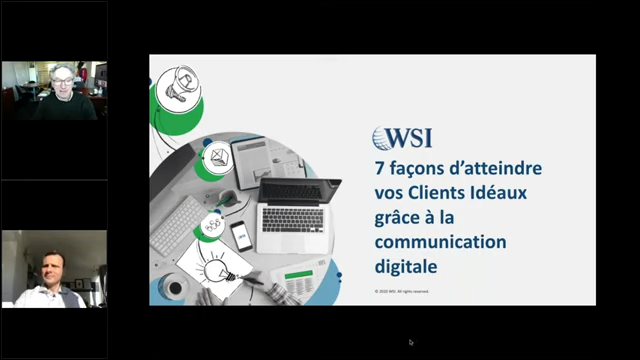 WSI
7 façons d'atteindre
vos Clients Idéaux
grâce à la
communication
digitale
© 2020 WSI. All rights reserved.